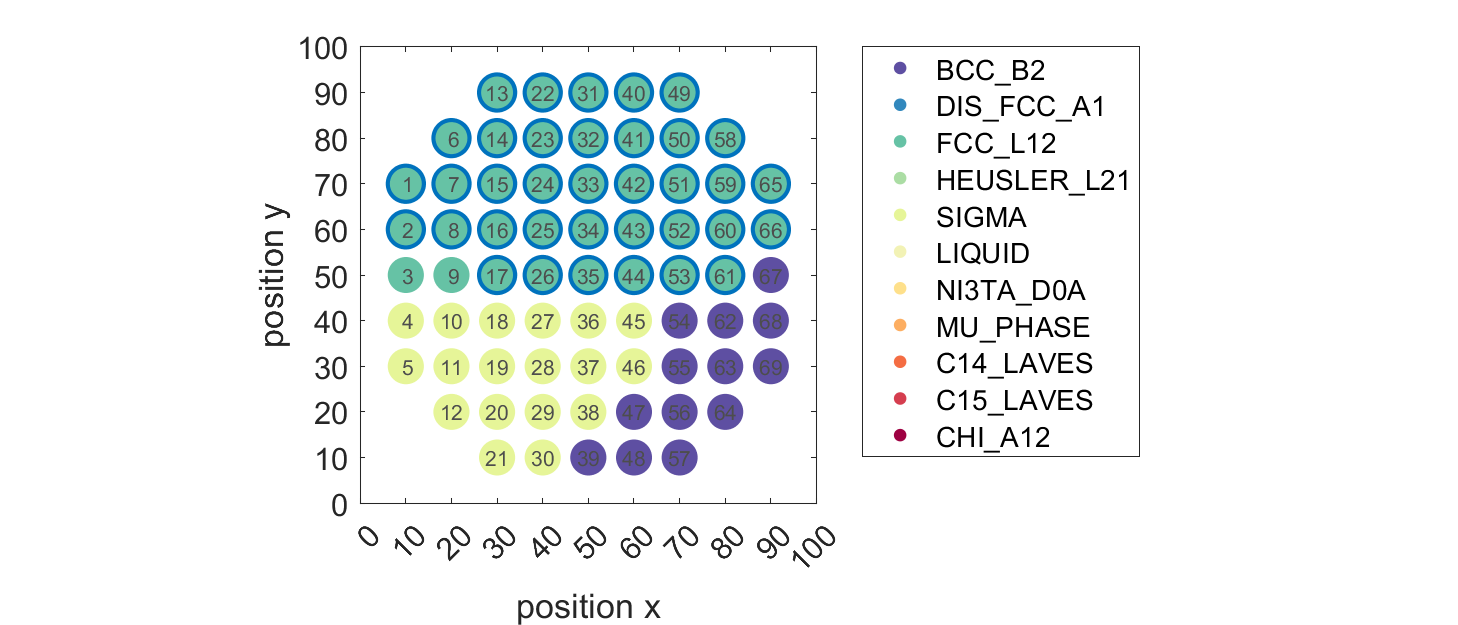 100
90
80
70
60
50
40
30
20
10
0
position y
13 22 31 40 49
6 14 23 32 41 50 58
1 7 15 24 33 42 51 59 65
2 8 16 25 34 43 52 60 66
3 9 17 26 35 44 53 61 67
4 10 18 27 36 45 54 62 68
5 11 19 28 37 46 55 63 69
12 20 29 38 47 56 64
21 30 39 48 57
0 10 20 30 40 50 60 70 80 90 100
position x
BCC_B2
DIS_FCC_A1
FCC_L12
HEUSLER_L21
SIGMA
LIQUID
NI3TA_D0A
MU_PHASE
C14_LAVES
C15_LAVES
CHI_A12